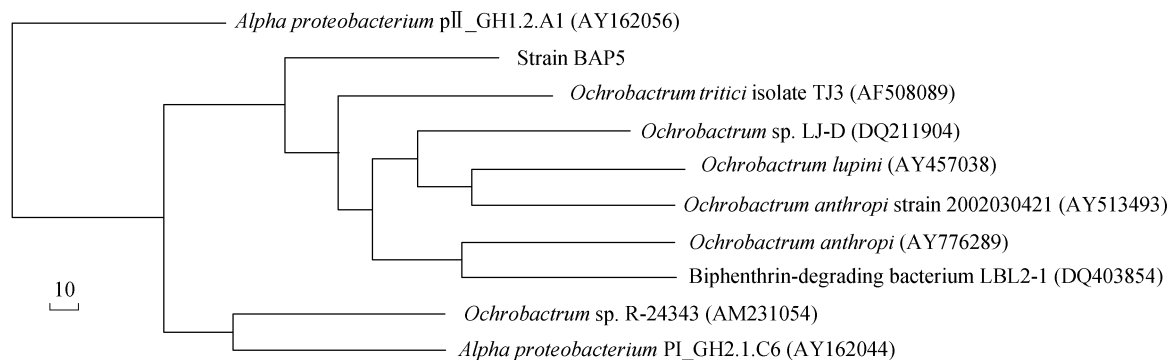 Alpha proteobacterium pⅡ_GH1.2.A1 (AY162056)
Strain BAP5
Ochrobactrum tritici isolate TJ3 (AF508089)
Ochrobactrum sp. LJ-D (DQ211904)
Ochrobactrum lupini (AY457038)
Ochrobactrum anthropi strain 2002030421 (AY513493)
Ochrobactrum anthropi (AY776289)
Biphenthrin-degrading bacterium LBL2-1 (DQ403854)
10
Ochrobactrum sp. R-24343 (AM231054)
Alpha proteobacterium PI_GH2.1.C6 (AY162044)